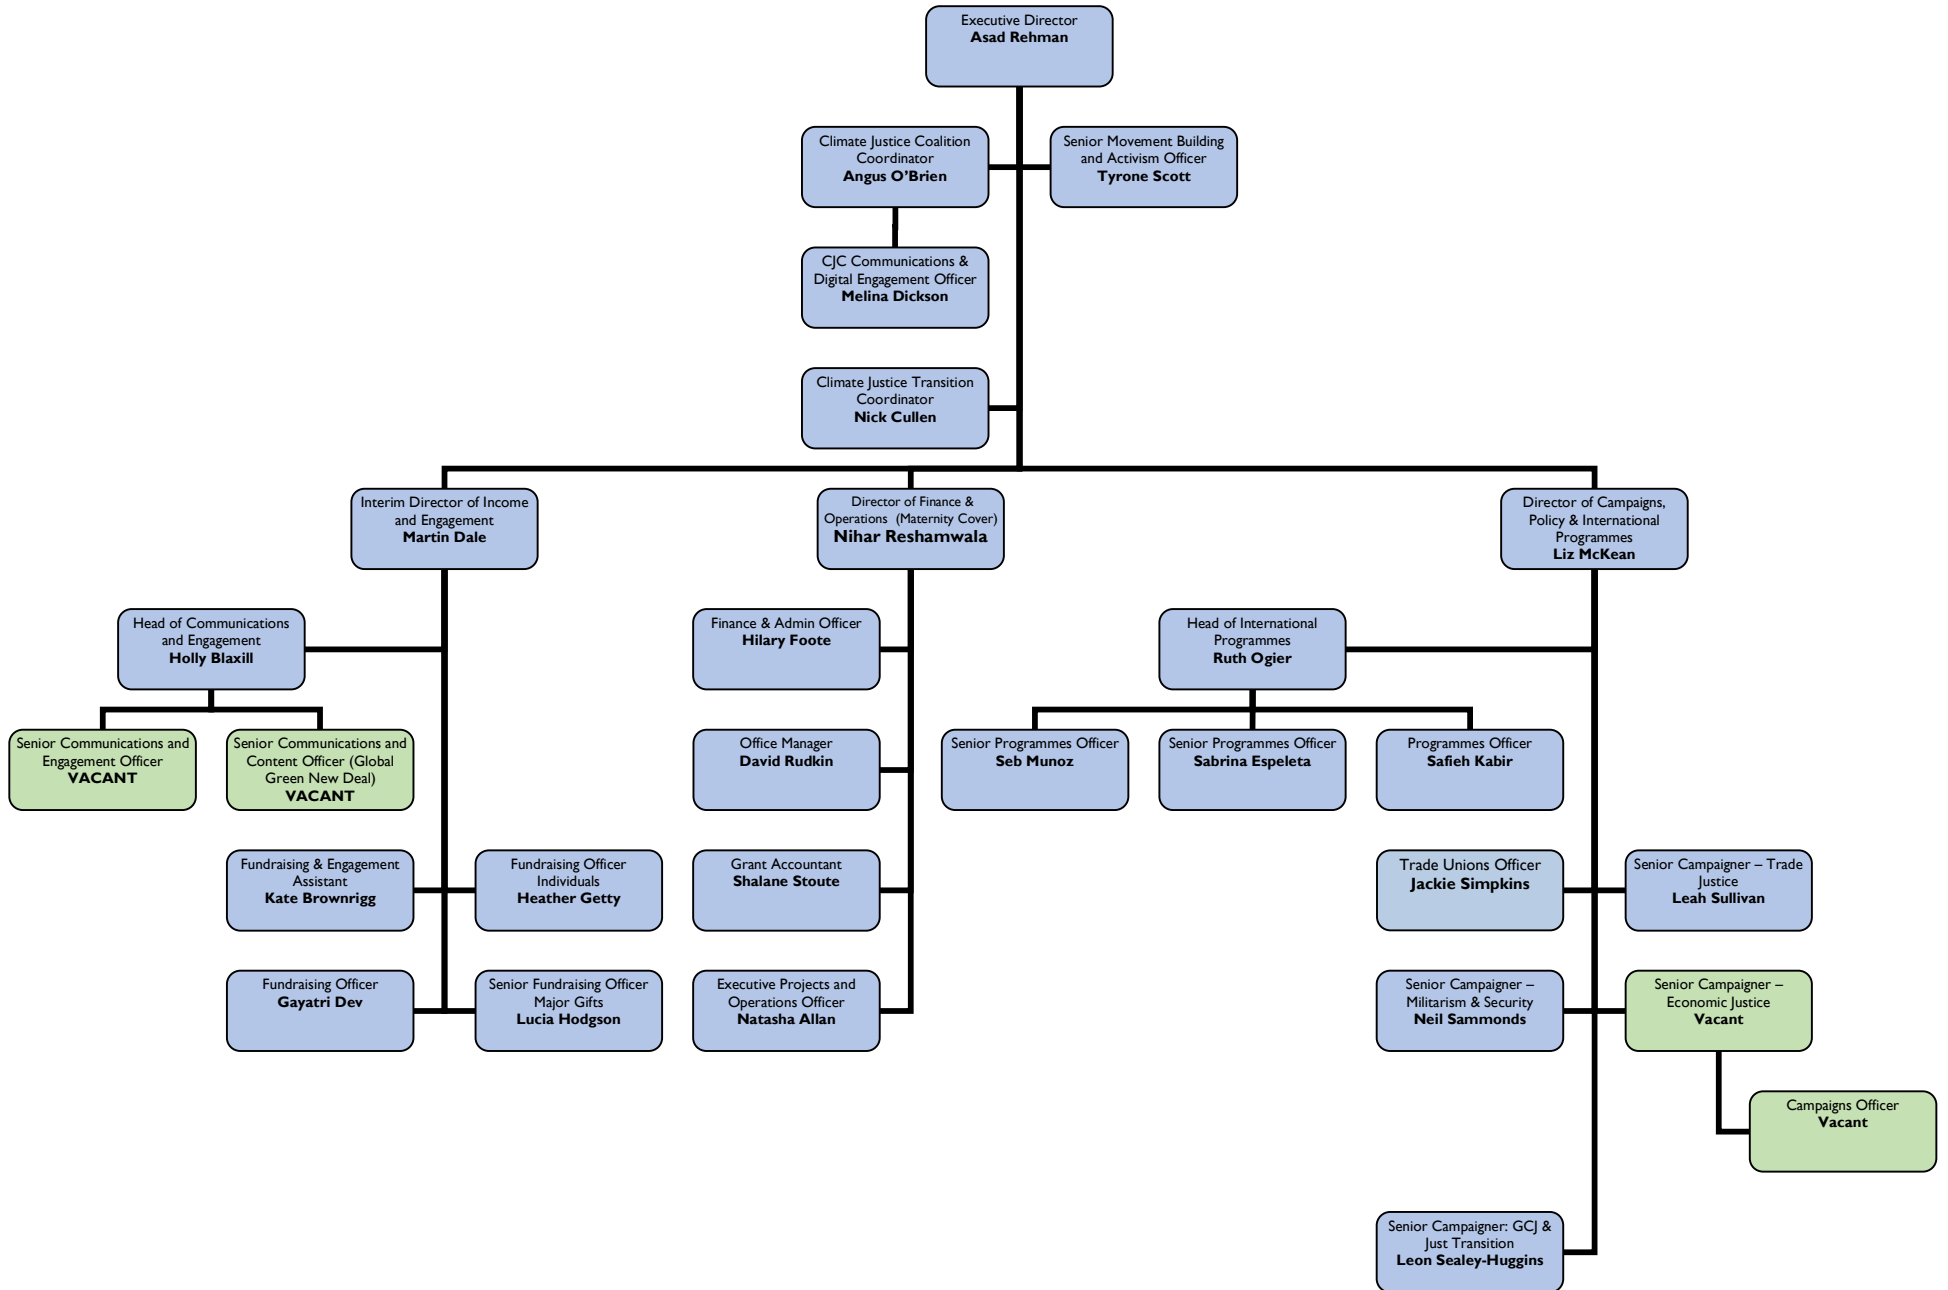 Executive Director
Asad Rehman
Climate Justice Coalition
Coordinator
Angus O’Brien
Senior Movement Building
and Activism Officer
Tyrone Scott
CJC Communications &
Digital Engagement Officer
Melina Dickson
Climate Justice Transition
Coordinator
Nick Cullen
Interim Director of Income
and Engagement
Martin Dale
Director of Finance &
Operations (Maternity Cover)
Nihar Reshamwala
Director of Campaigns,
Policy & International
Programmes
Liz McKean
Head of Communications
and Engagement
Holly Blaxill
Finance & Admin Officer
Hilary Foote
Head of International
Programmes
Ruth Ogier
Senior Communications and
Engagement Officer
VACANT
Senior Communications and
Content Officer (Global
Green New Deal)
VACANT
Office Manager
David Rudkin
Senior Programmes Officer
Seb Munoz
Senior Programmes Officer
Sabrina Espeleta
Programmes Officer
Safieh Kabir
Fundraising & Engagement
Assistant
Kate Brownrigg
Fundraising Officer
Individuals
Heather Getty
Grant Accountant
Shalane Stoute
Trade Unions Officer
Jackie Simpkins
Senior Campaigner – Trade
Justice
Leah Sullivan
Fundraising Officer
Gayatri Dev
Senior Fundraising Officer
Major Gifts
Lucia Hodgson
Executive Projects and
Operations Officer
Natasha Allan
Senior Campaigner –
Militarism & Security
Neil Sammonds
Senior Campaigner –
Economic Justice
Vacant
Campaigns Officer
Vacant
Senior Campaigner: GCJ &
Just Transition
Leon Sealey-Huggins